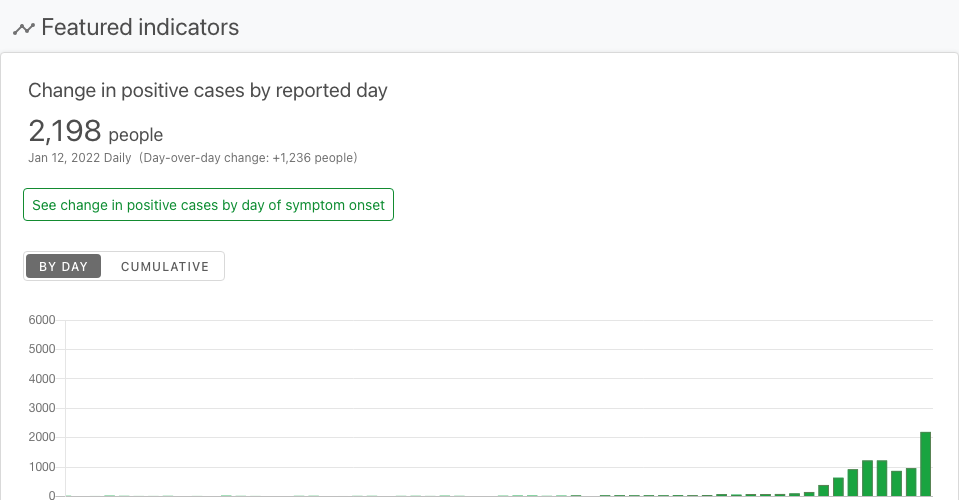 Featured indicators
Change in positive cases by reported day
2,198 people
Jan 12, 2022 Daily (Day-over-day change: +1,236 people)
See change in positive cases by day of symptom onset
BY DAY CUMULATIVE
6000
5000
4000
3000
2000
1000
0